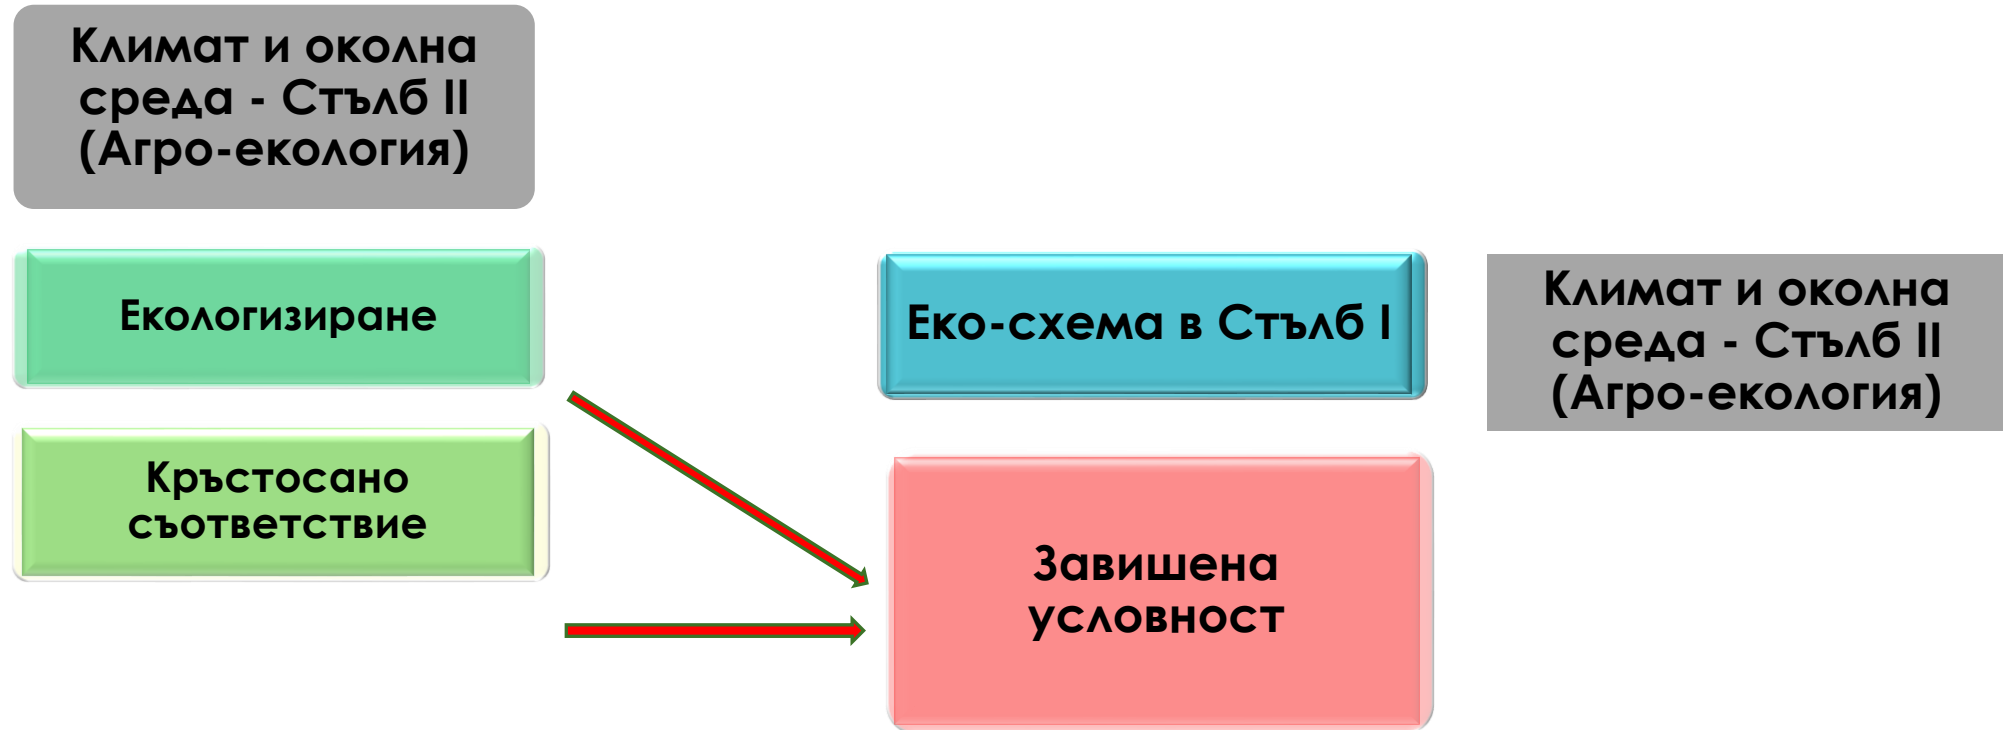 Климат и околна
среда - Стълб II
(Агро-екология)
Екологизиране
Кръстосано
съответствие
Еко-схема в Стълб I
Завишена
условност
Климат и околна
среда - Стълб II
(Агро-екология)